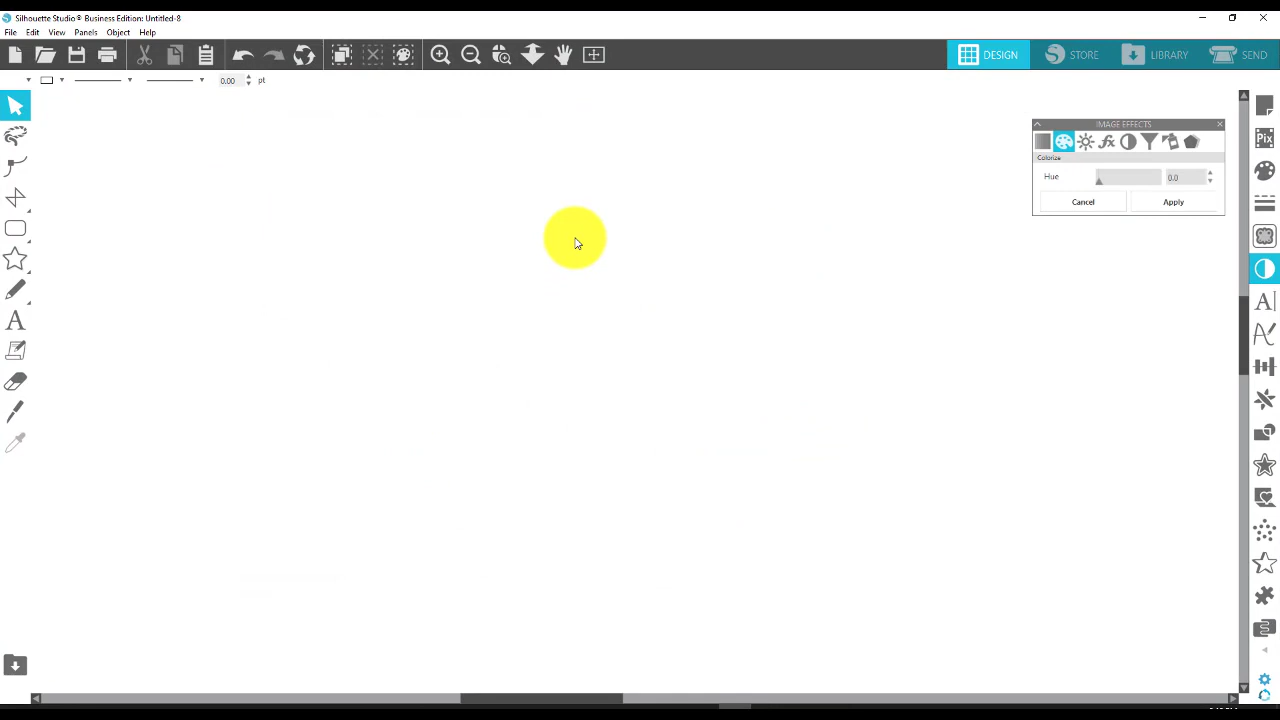 Silhouette Studio® Business Edition: Untitled-8
File Edit View Panels Object Help
DESIGN STORE LIBRARY SEND
0.00 pt
IMAGE EFFECTS
Colorize
Hue 0.0
Cancel Apply
Pix